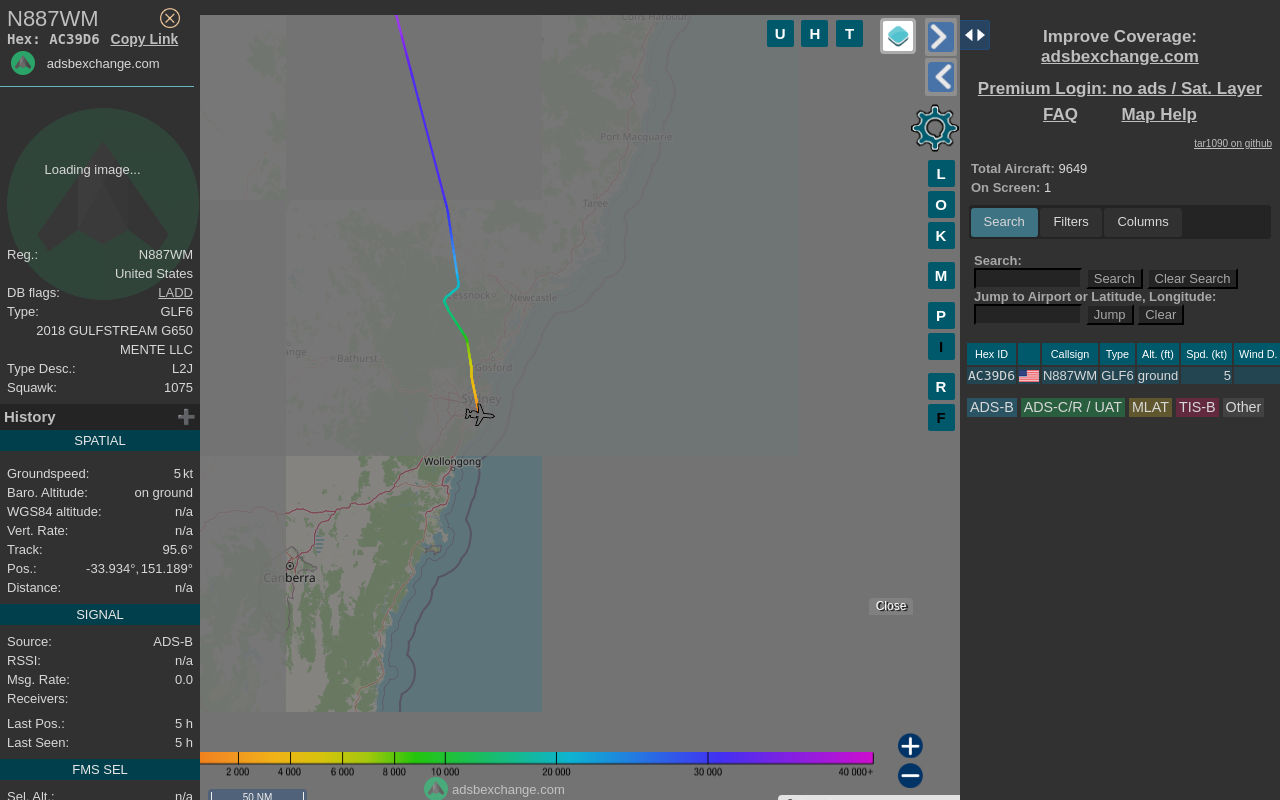 N887WM
Hex: AC39D6 Copy Link
adsbexchange.com
Loading image...
Reg.: N887WM
United States
DB flags: LADD
Type: GLF6
2018 GULFSTREAM G650
MENTE LLC
Type Desc.: L2J
Squawk: 1075
History
SPATIAL
Groundspeed: 5 kt
Baro. Altitude: on ground
WGS84 altitude: n/a
Vert. Rate: n/a
Track: 95.6°
Pos.: -33.934°, 151.189°
Distance: n/a
SIGNAL
Source: ADS-B
RSSI: n/a
Msg. Rate: 0.0
Receivers:
Last Pos.: 5 h
Last Seen: 5 h
FMS SEL
Sel. Alt.: n/a
Coffs Harbour
Port Macquarie
Taree
Cessnock
Newcastle
ange
Bathurst
Gosford
Sydney
Wollongong
Canberra
U H T
L
O
K
M
P
I
R
F
Close
2 000 4 000 6 000 8 000 10 000 20 000 30 000 40 000+
adsbexchange.com
50 NM
Improve Coverage:
adsbexchange.com
Premium Login: no ads / Sat. Layer
FAQ Map Help
tar1090 on github
Total Aircraft: 9649
On Screen: 1
Search Filters Columns
Search:
Search Clear Search
Jump to Airport or Latitude, Longitude:
Jump Clear
Hex ID Callsign Type Alt. (ft) Spd. (kt) Wind D.
AC39D6 N887WM GLF6 ground 5
ADS-B ADS-C/R / UAT MLAT TIS-B Other